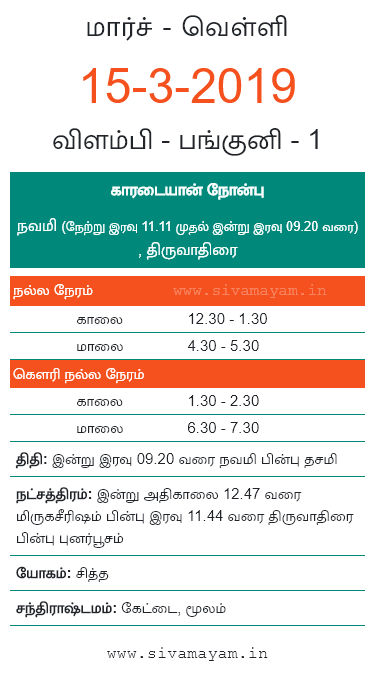 மார்ச் - வெள்ளி
15-3-2019
விளம்பி - பங்குனி - 1
காரடையான் நோன்பு
நவமி (நேற்று இரவு 11.11 முதல் இன்று இரவு 09.20 வரை)
, திருவாதிரை
நல்ல நேரம் www.sivamayam.in
காலை 12.30 - 1.30
மாலை 4.30 - 5.30
கௌரி நல்ல நேரம்
காலை 1.30 - 2.30
மாலை 6.30 - 7.30
திதி: இன்று இரவு 09.20 வரை நவமி பின்பு தசமி
நட்சத்திரம்: இன்று அதிகாலை 12.47 வரை
மிருகசீரிஷம் பின்பு இரவு 11.44 வரை திருவாதிரை
பின்பு புனர்பூசம்
யோகம்: சித்த
சந்திராஷ்டமம்: கேட்டை, மூலம்
www.sivamayam.in